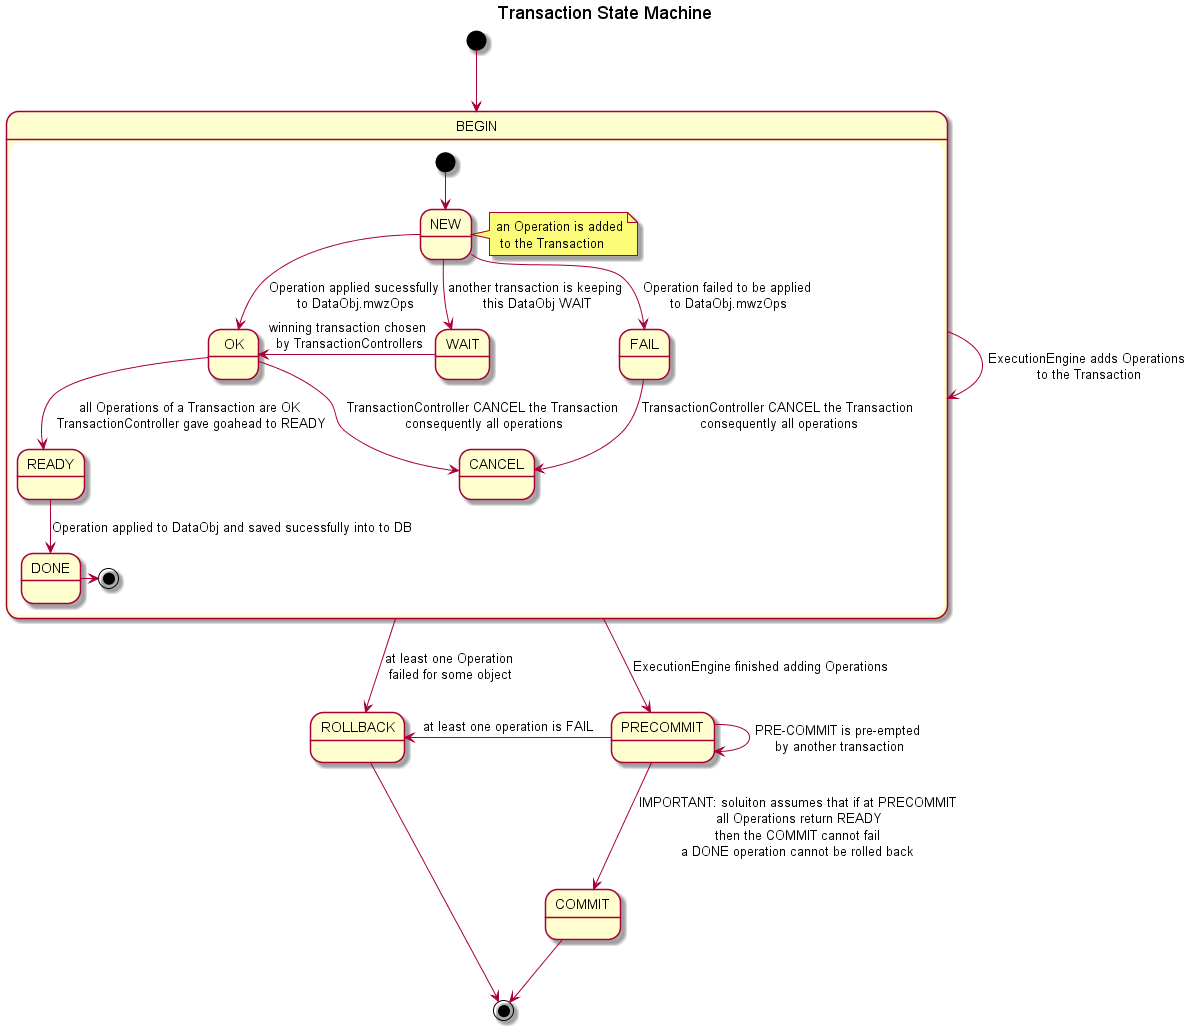 Transaction State Machine
BEGIN
NEW
an Operation is added
to the Transaction
Operation applied sucessfully
to DataObj.mwzOps
another transaction is keeping
this DataObj WAIT
Operation failed to be applied
to DataObj.mwzOps
winning transaction chosen
by TransactionControllers
OK
WAIT
FAIL
ExecutionEngine adds Operations
to the Transaction
all Operations of a Transaction are OK
TransactionController gave goahead to READY
TransactionController CANCEL the Transaction
consequently all operations
TransactionController CANCEL the Transaction
consequently all operations
READY
CANCEL
Operation applied to DataObj and saved sucessfully into to DB
DONE
at least one Operation
failed for some object
ExecutionEngine finished adding Operations
ROLLBACK
at least one operation is FAIL
PRECOMMIT
PRE-COMMIT is pre-empted
by another transaction
IMPORTANT: soluiton assumes that if at PRECOMMIT
all Operations return READY
then the COMMIT cannot fail
a DONE operation cannot be rolled back
COMMIT